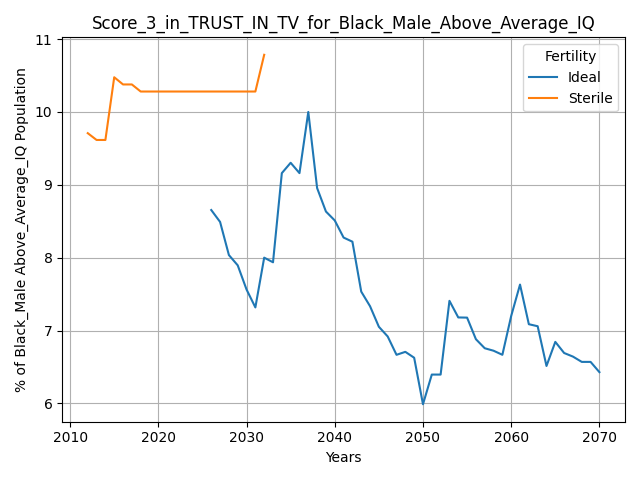 Score_3_in_TRUST_IN_TV_for_Black_Male_Above_Average_IQ
% of Black_Male Above_Average_IQ Population
11
10
9
8
7
6
Fertility
Ideal
Sterile
2010 2020 2030 2040 2050 2060 2070
Years